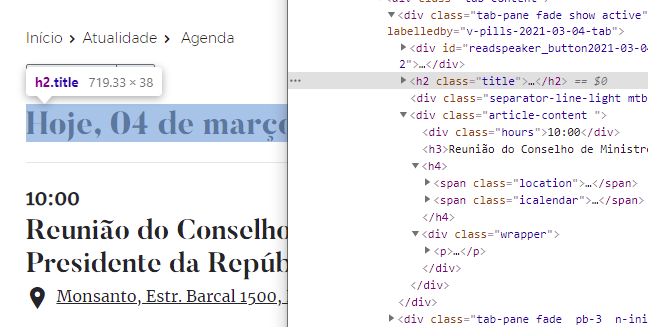 Início > Atualidade > Agenda
h2.title 719.33 × 38
Hoje, 04 de março
10:00
Reunião do Conselho
Presidente da Repúb
Monsanto, Estr. Barcal 1500,
<div class="tab-pane fade show active"
labelledby="v-pills-2021-03-04-tab">
▶<div id="readspeaker_button2021-03-04
2">…</div>
… ▶<h2 class="title">…</h2> == $0
<div class="separator-line-light mtb
▼<div class="article-content ">
<div class="hours">10:00</div>
<h3>Reunião do Conselho de Ministro
▼<h4>
▶<span class="location">…</span>
▶<span class="icalendar">…</span>
</h4>
▼<div class="wrapper">
▶<p>…</p>
</div>
</div>
</div>
▶<div class="tab-pane fade pb-3 n-ini